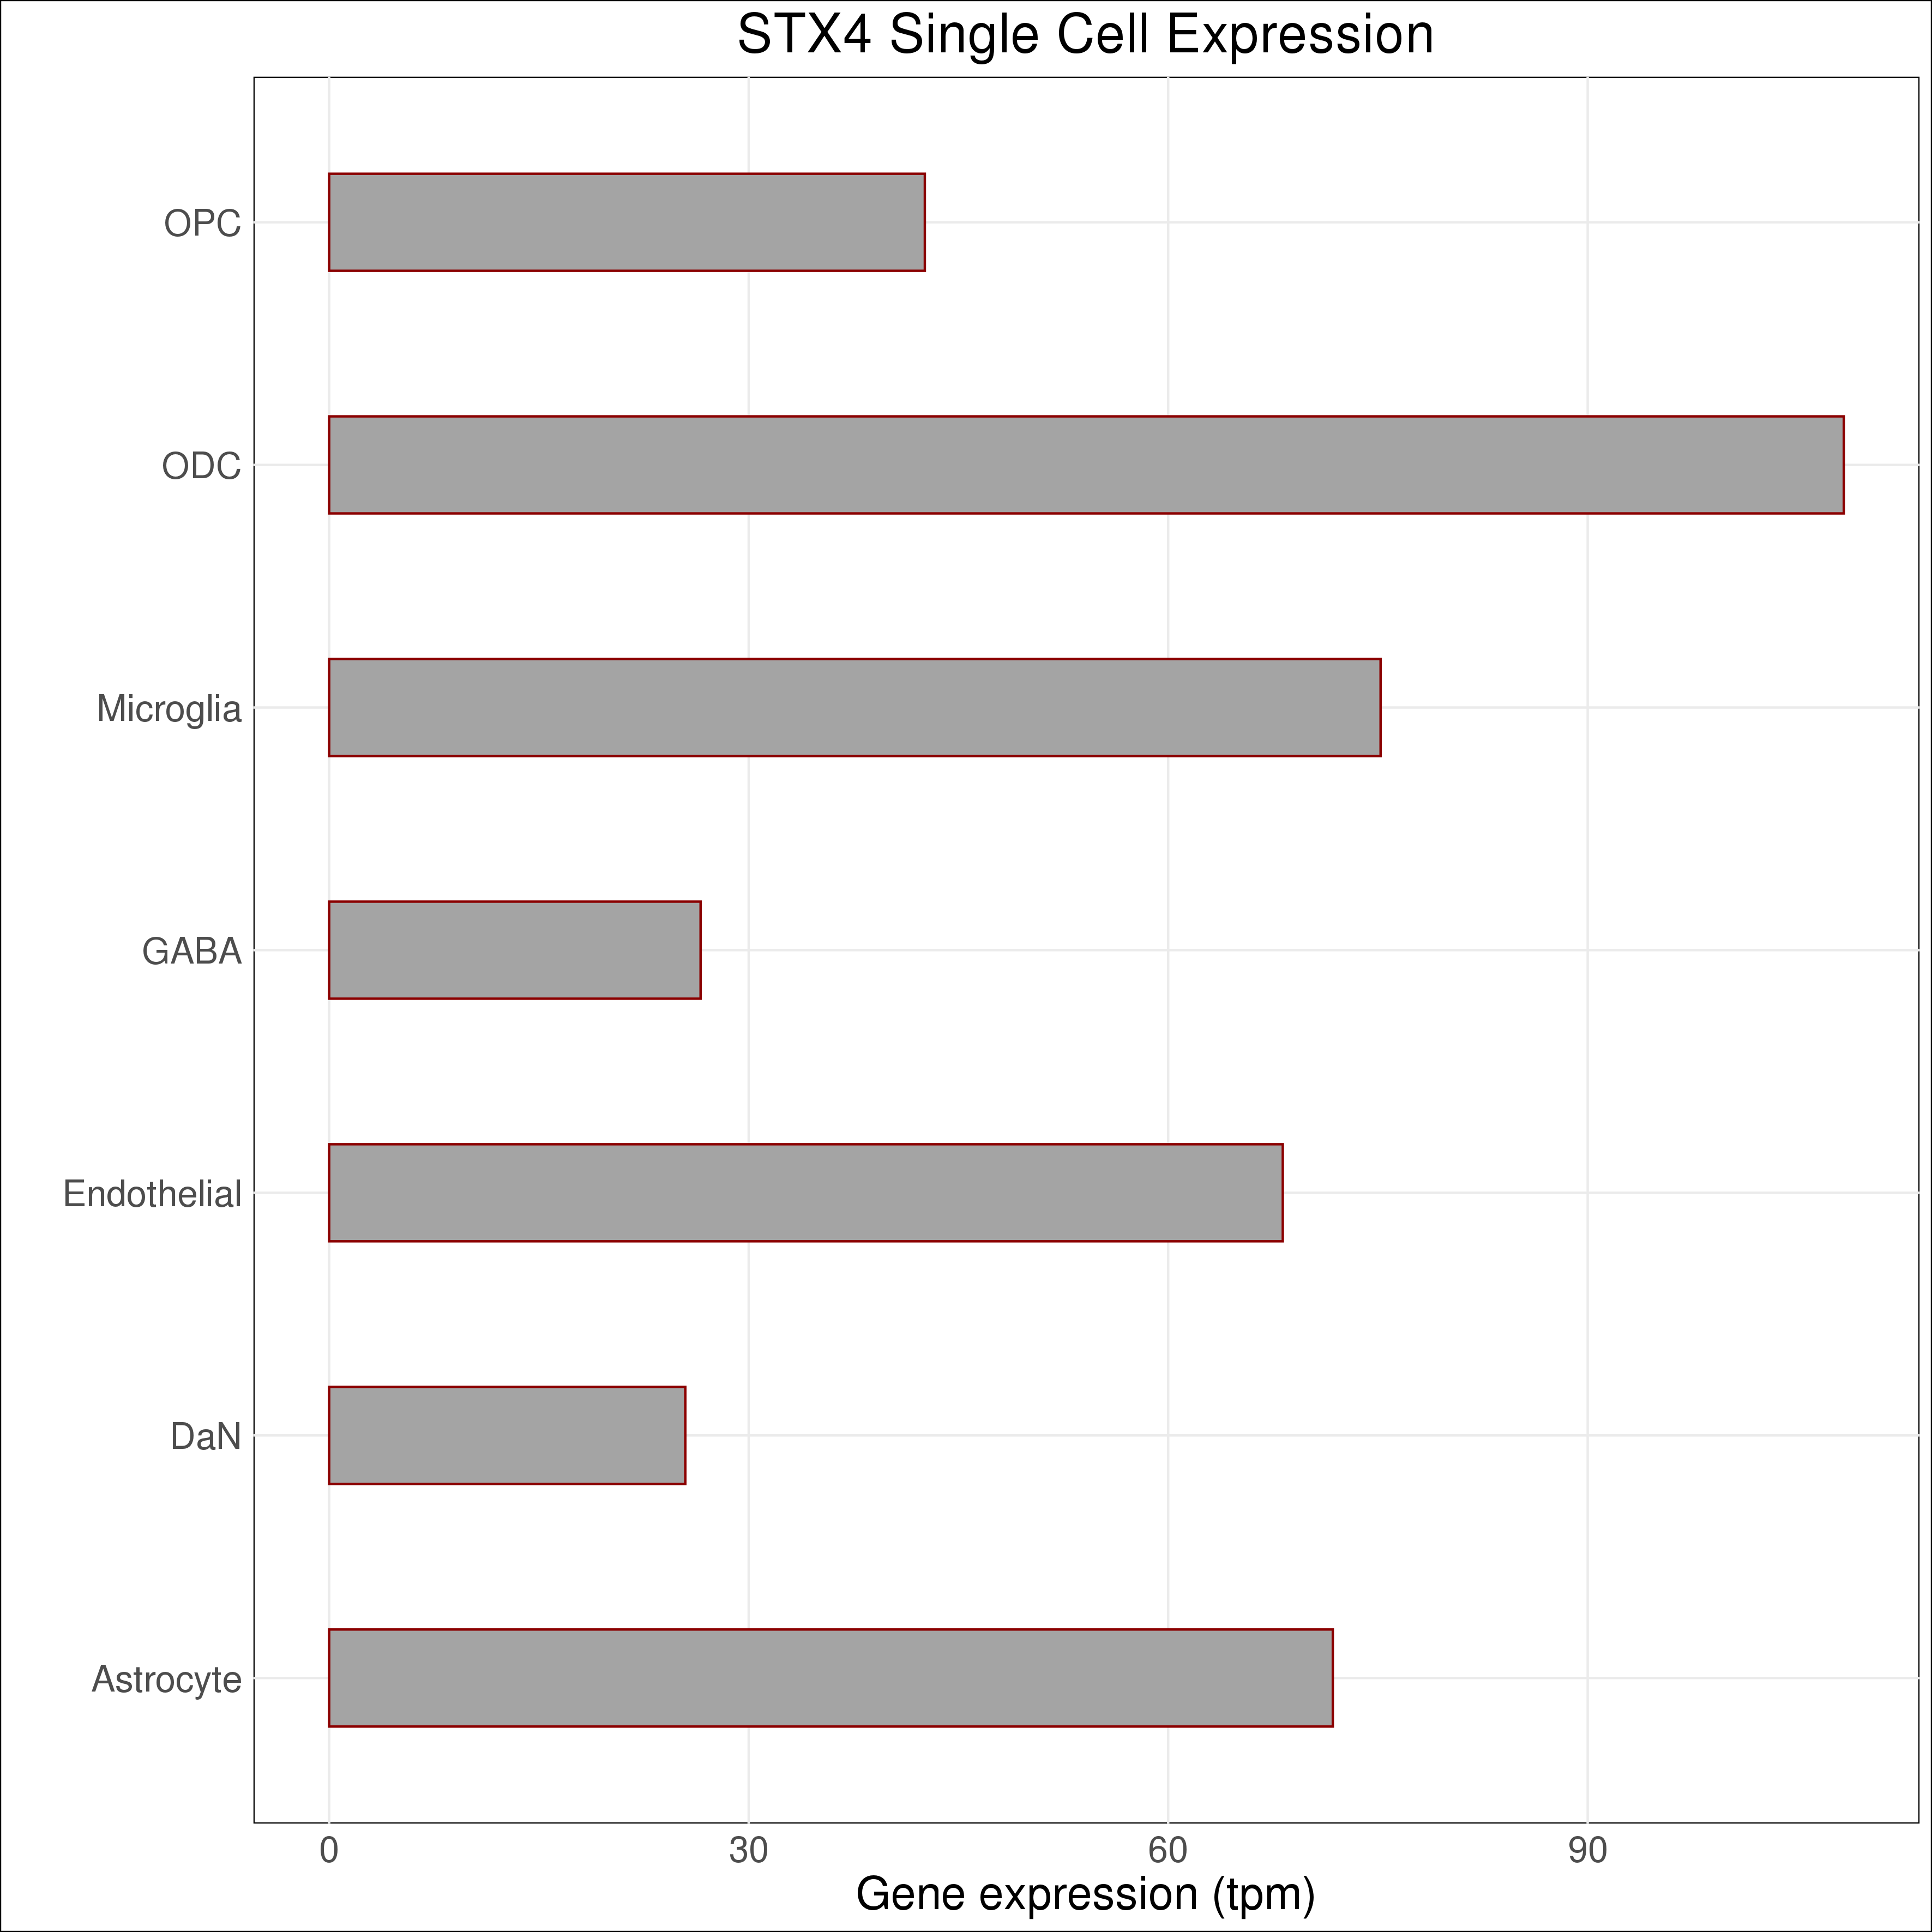 STX4 Single Cell Expression
OPC
ODC
Microglia
GABA
Endothelial
DaN
Astrocyte
0 30 60 90
Gene expression (tpm)